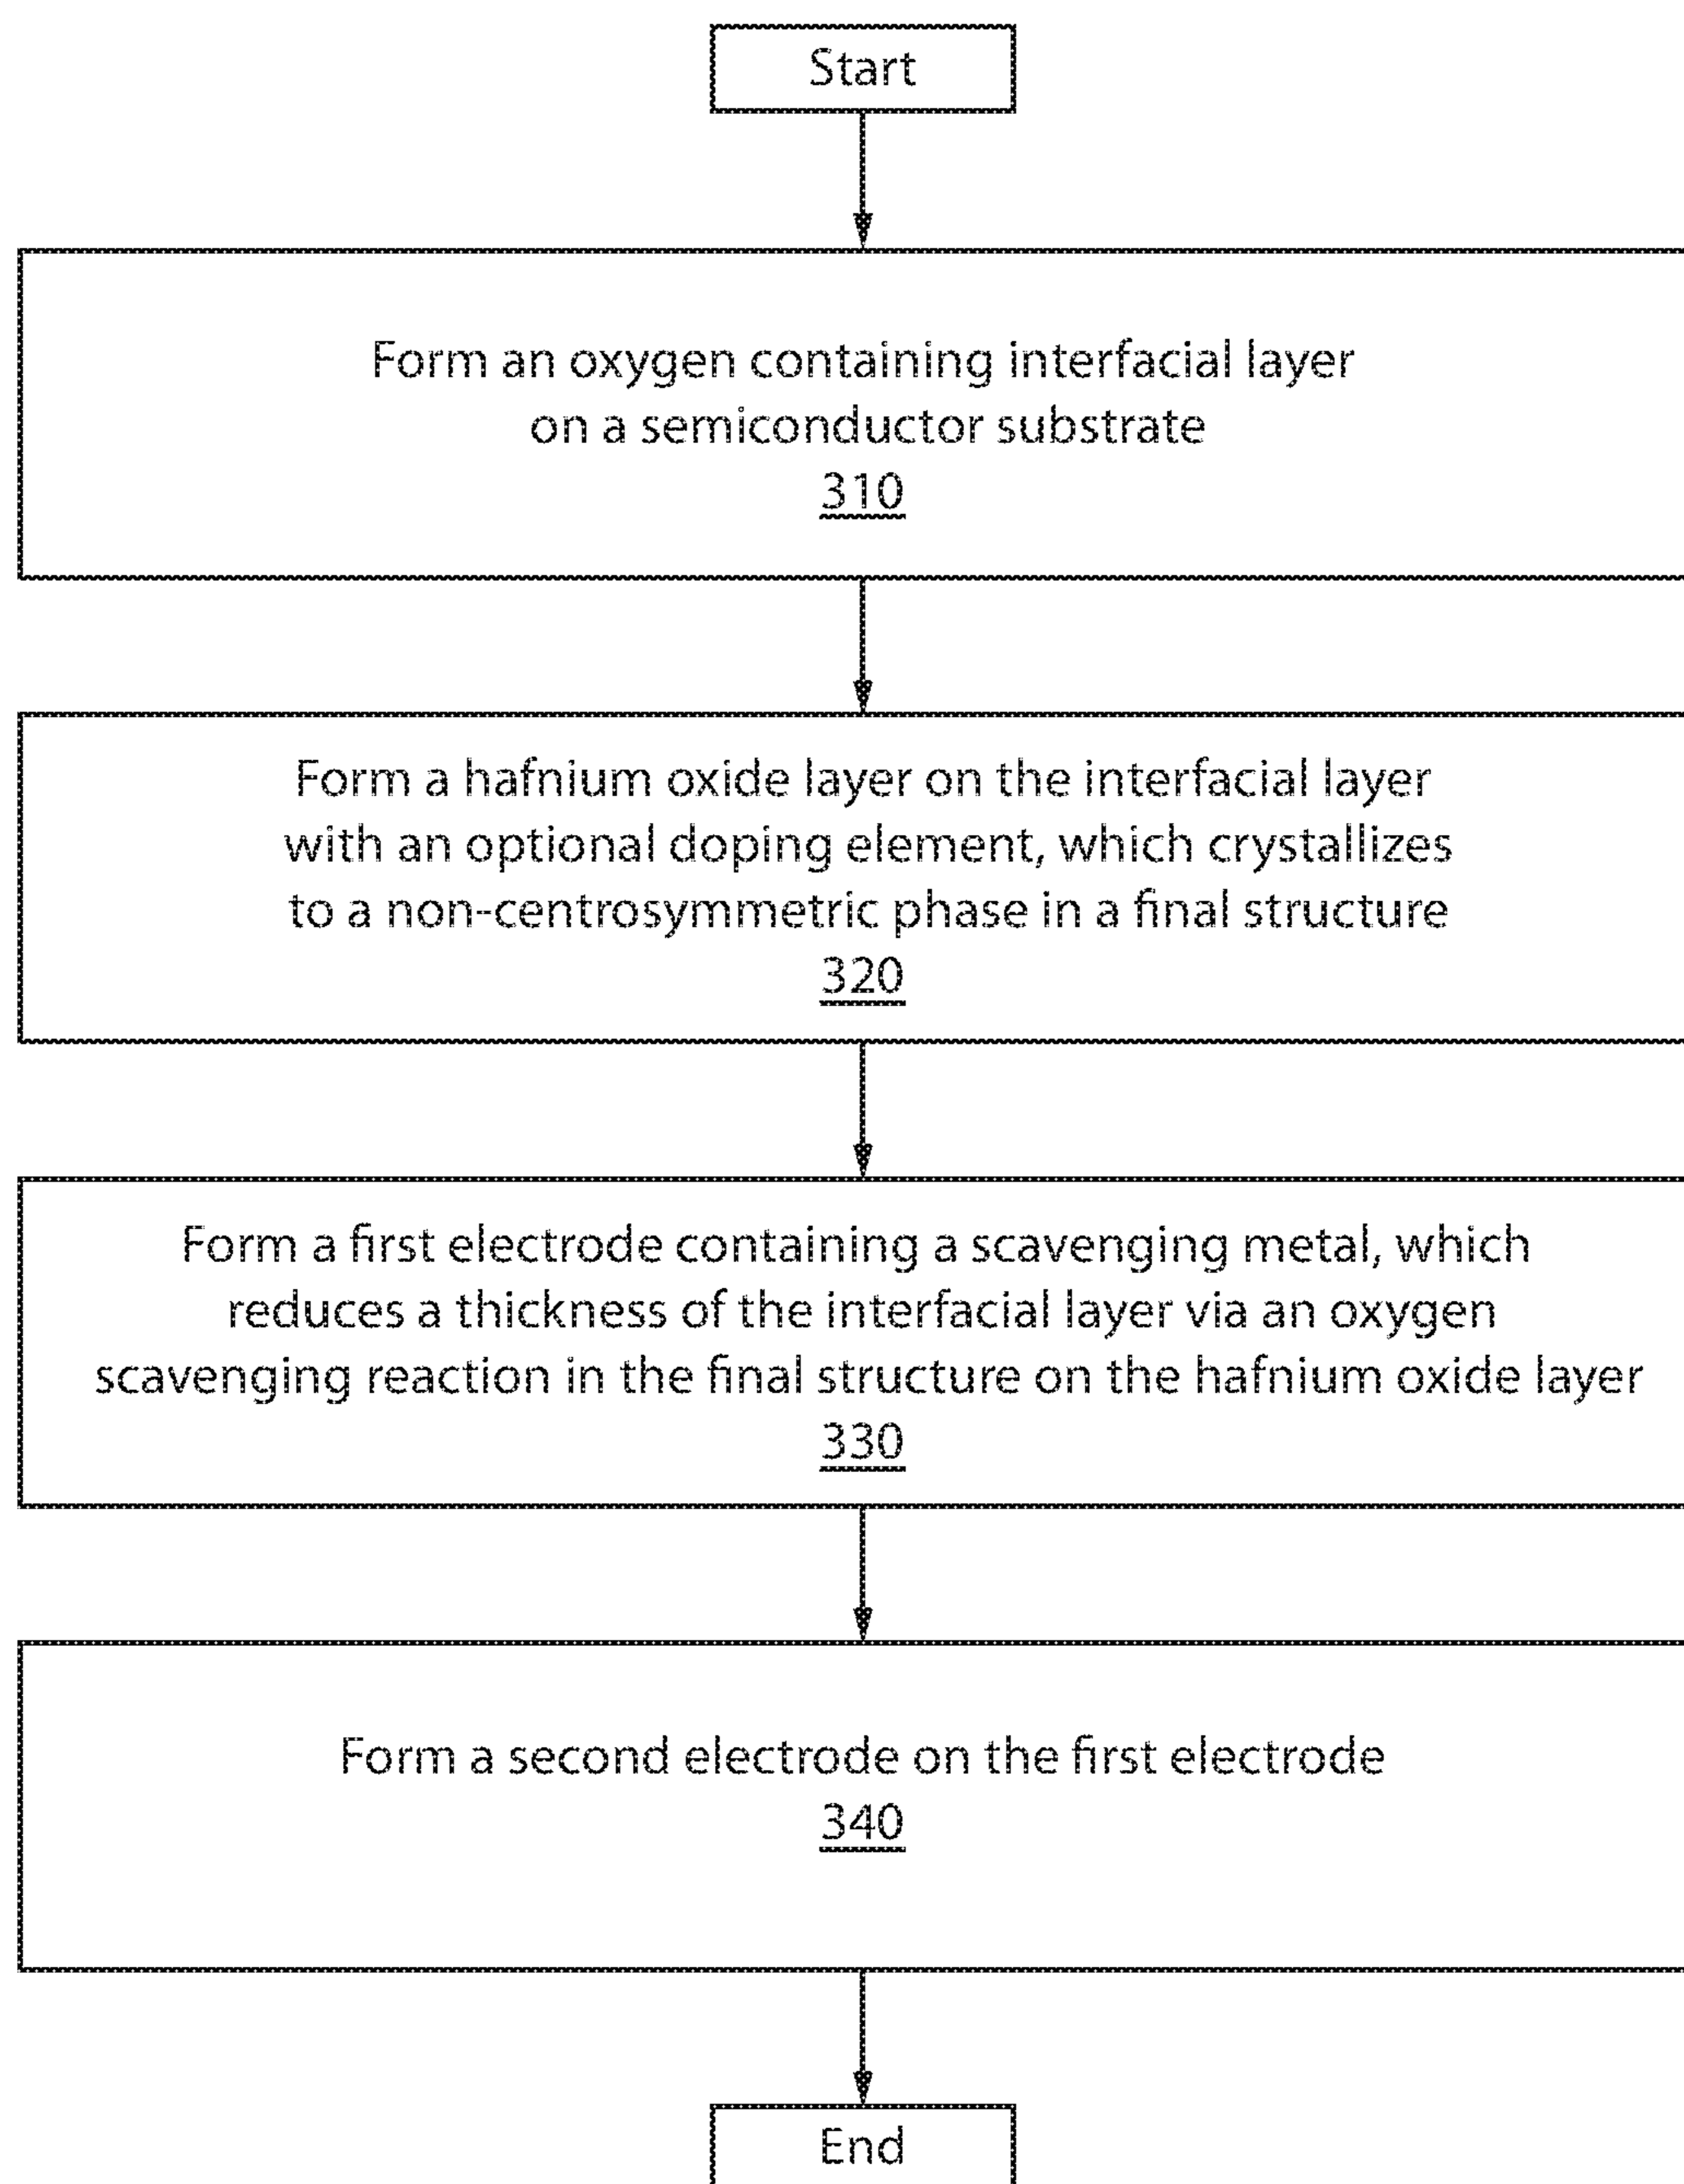 Start
Form an oxygen containing interfacial layer
on a semiconductor substrate
310
Form a hafnium oxide layer on the interfacial layer
with an optional doping element, which crystallizes
to a non-centrosymmetric phase in a final structure
320
Form a first electrode containing a scavenging metal, which
reduces a thickness of the interfacial layer via an oxygen
scavenging reaction in the final structure on the hafnium oxide layer
330
Form a second electrode on the first electrode
340
End